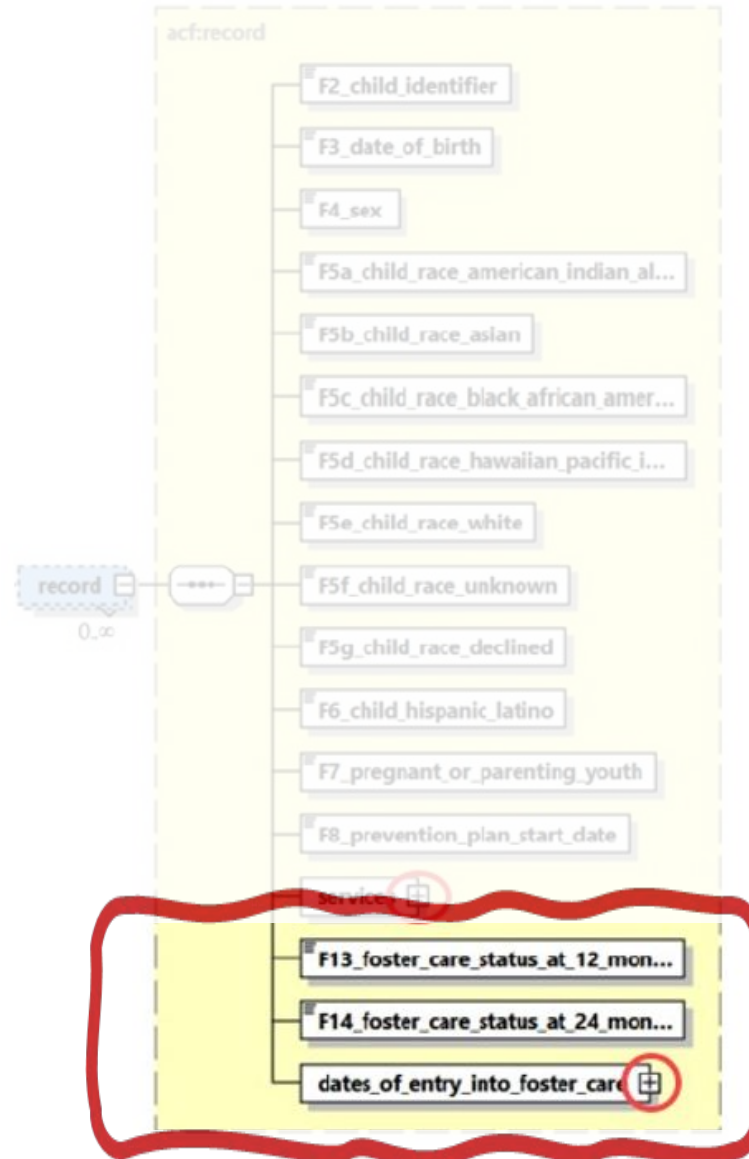 acf:record
F2_child_identifier
F3_date_of_birth
F4_sex
F5a_child_race_american_indian_al...
F5b_child_race_asian
F5c_child_race_black_african_amer...
F5d_child_race_hawaiian_pacific_i...
F5e_child_race_white
record
F5f_child_race_unknown
0..∞
F5g_child_race_declined
F6_child_hispanic_latino
F7_pregnant_or_parenting_youth
F8_prevention_plan_start_date
services
F13_foster_care_status_at_12_mon...
F14_foster_care_status_at_24_mon...
dates_of_entry_into_foster_care